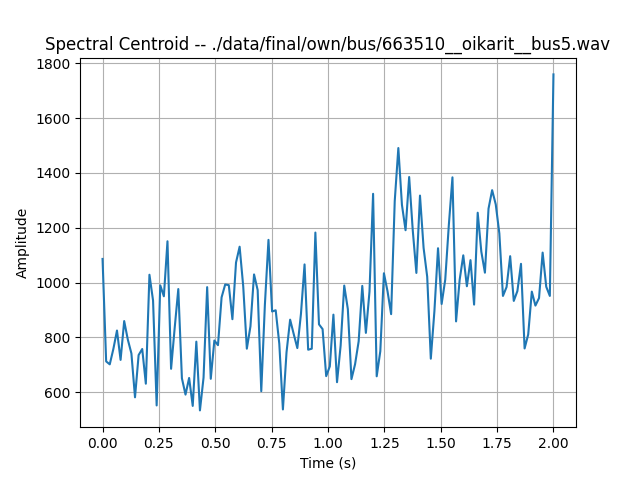 Spectral Centroid -- ./data/final/own/bus/663510__oikarit__bus5.wav
1800
1600
1400
1200
1000
800
600
Amplitude
0.00 0.25 0.50 0.75 1.00 1.25 1.50 1.75 2.00
Time (s)